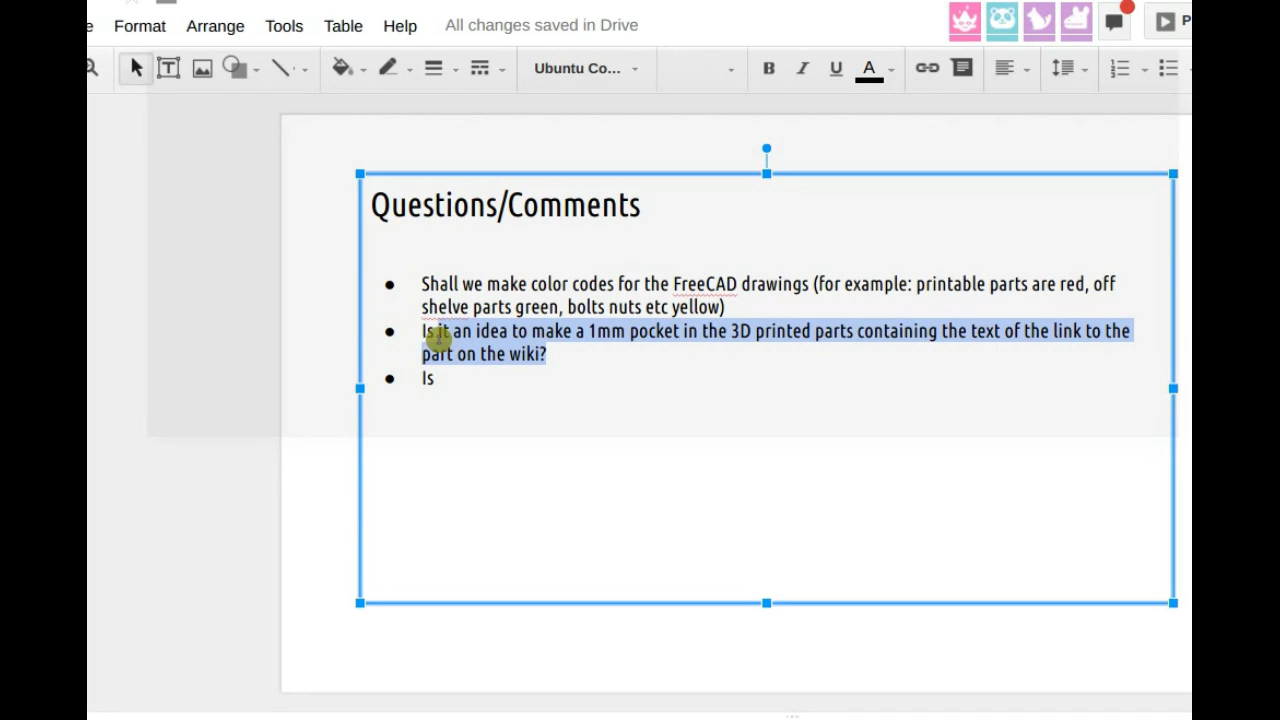 Format Arrange Tools Table Help All changes saved in Drive
Ubuntu Co... B I U A
Questions/Comments
● Shall we make color codes for the FreeCAD drawings (for example: printable parts are red, off
shelve parts green, bolts nuts etc yellow)
● Is it an idea to make a 1mm pocket in the 3D printed parts containing the text of the link to the
part on the wiki?
● Is